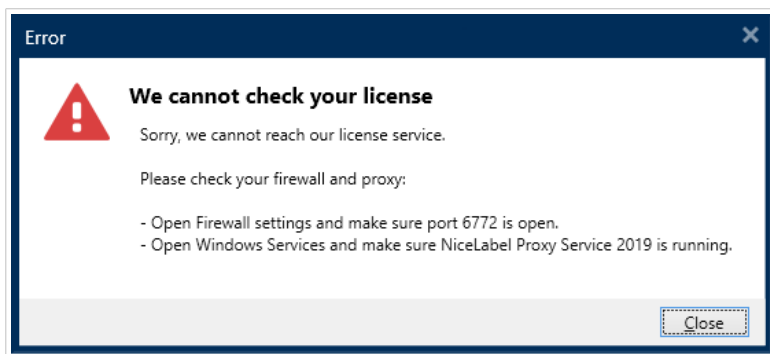 Error
We cannot check your license
Sorry, we cannot reach our license service.
Please check your firewall and proxy:
- Open Firewall settings and make sure port 6772 is open.
- Open Windows Services and make sure NiceLabel Proxy Service 2019 is running.
Close